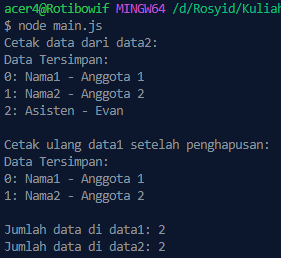 acer4@Rotibowif MINGW64 /d/Rosyid/Kuliah
$ node main.js
Cetak data dari data2:
Data Tersimpan:
0: Nama1 - Anggota 1
1: Nama2 - Anggota 2
2: Asisten - Evan
Cetak ulang data1 setelah penghapusan:
Data Tersimpan:
0: Nama1 - Anggota 1
1: Nama2 - Anggota 2
Jumlah data di data1: 2
Jumlah data di data2: 2